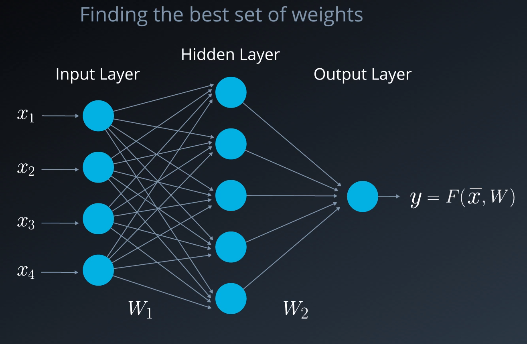 Finding the best set of weights
Hidden Layer
Input Layer
Output Layer
x₁
x₂
x₃
x₄
y = F(x̅, W)
W₁
W₂